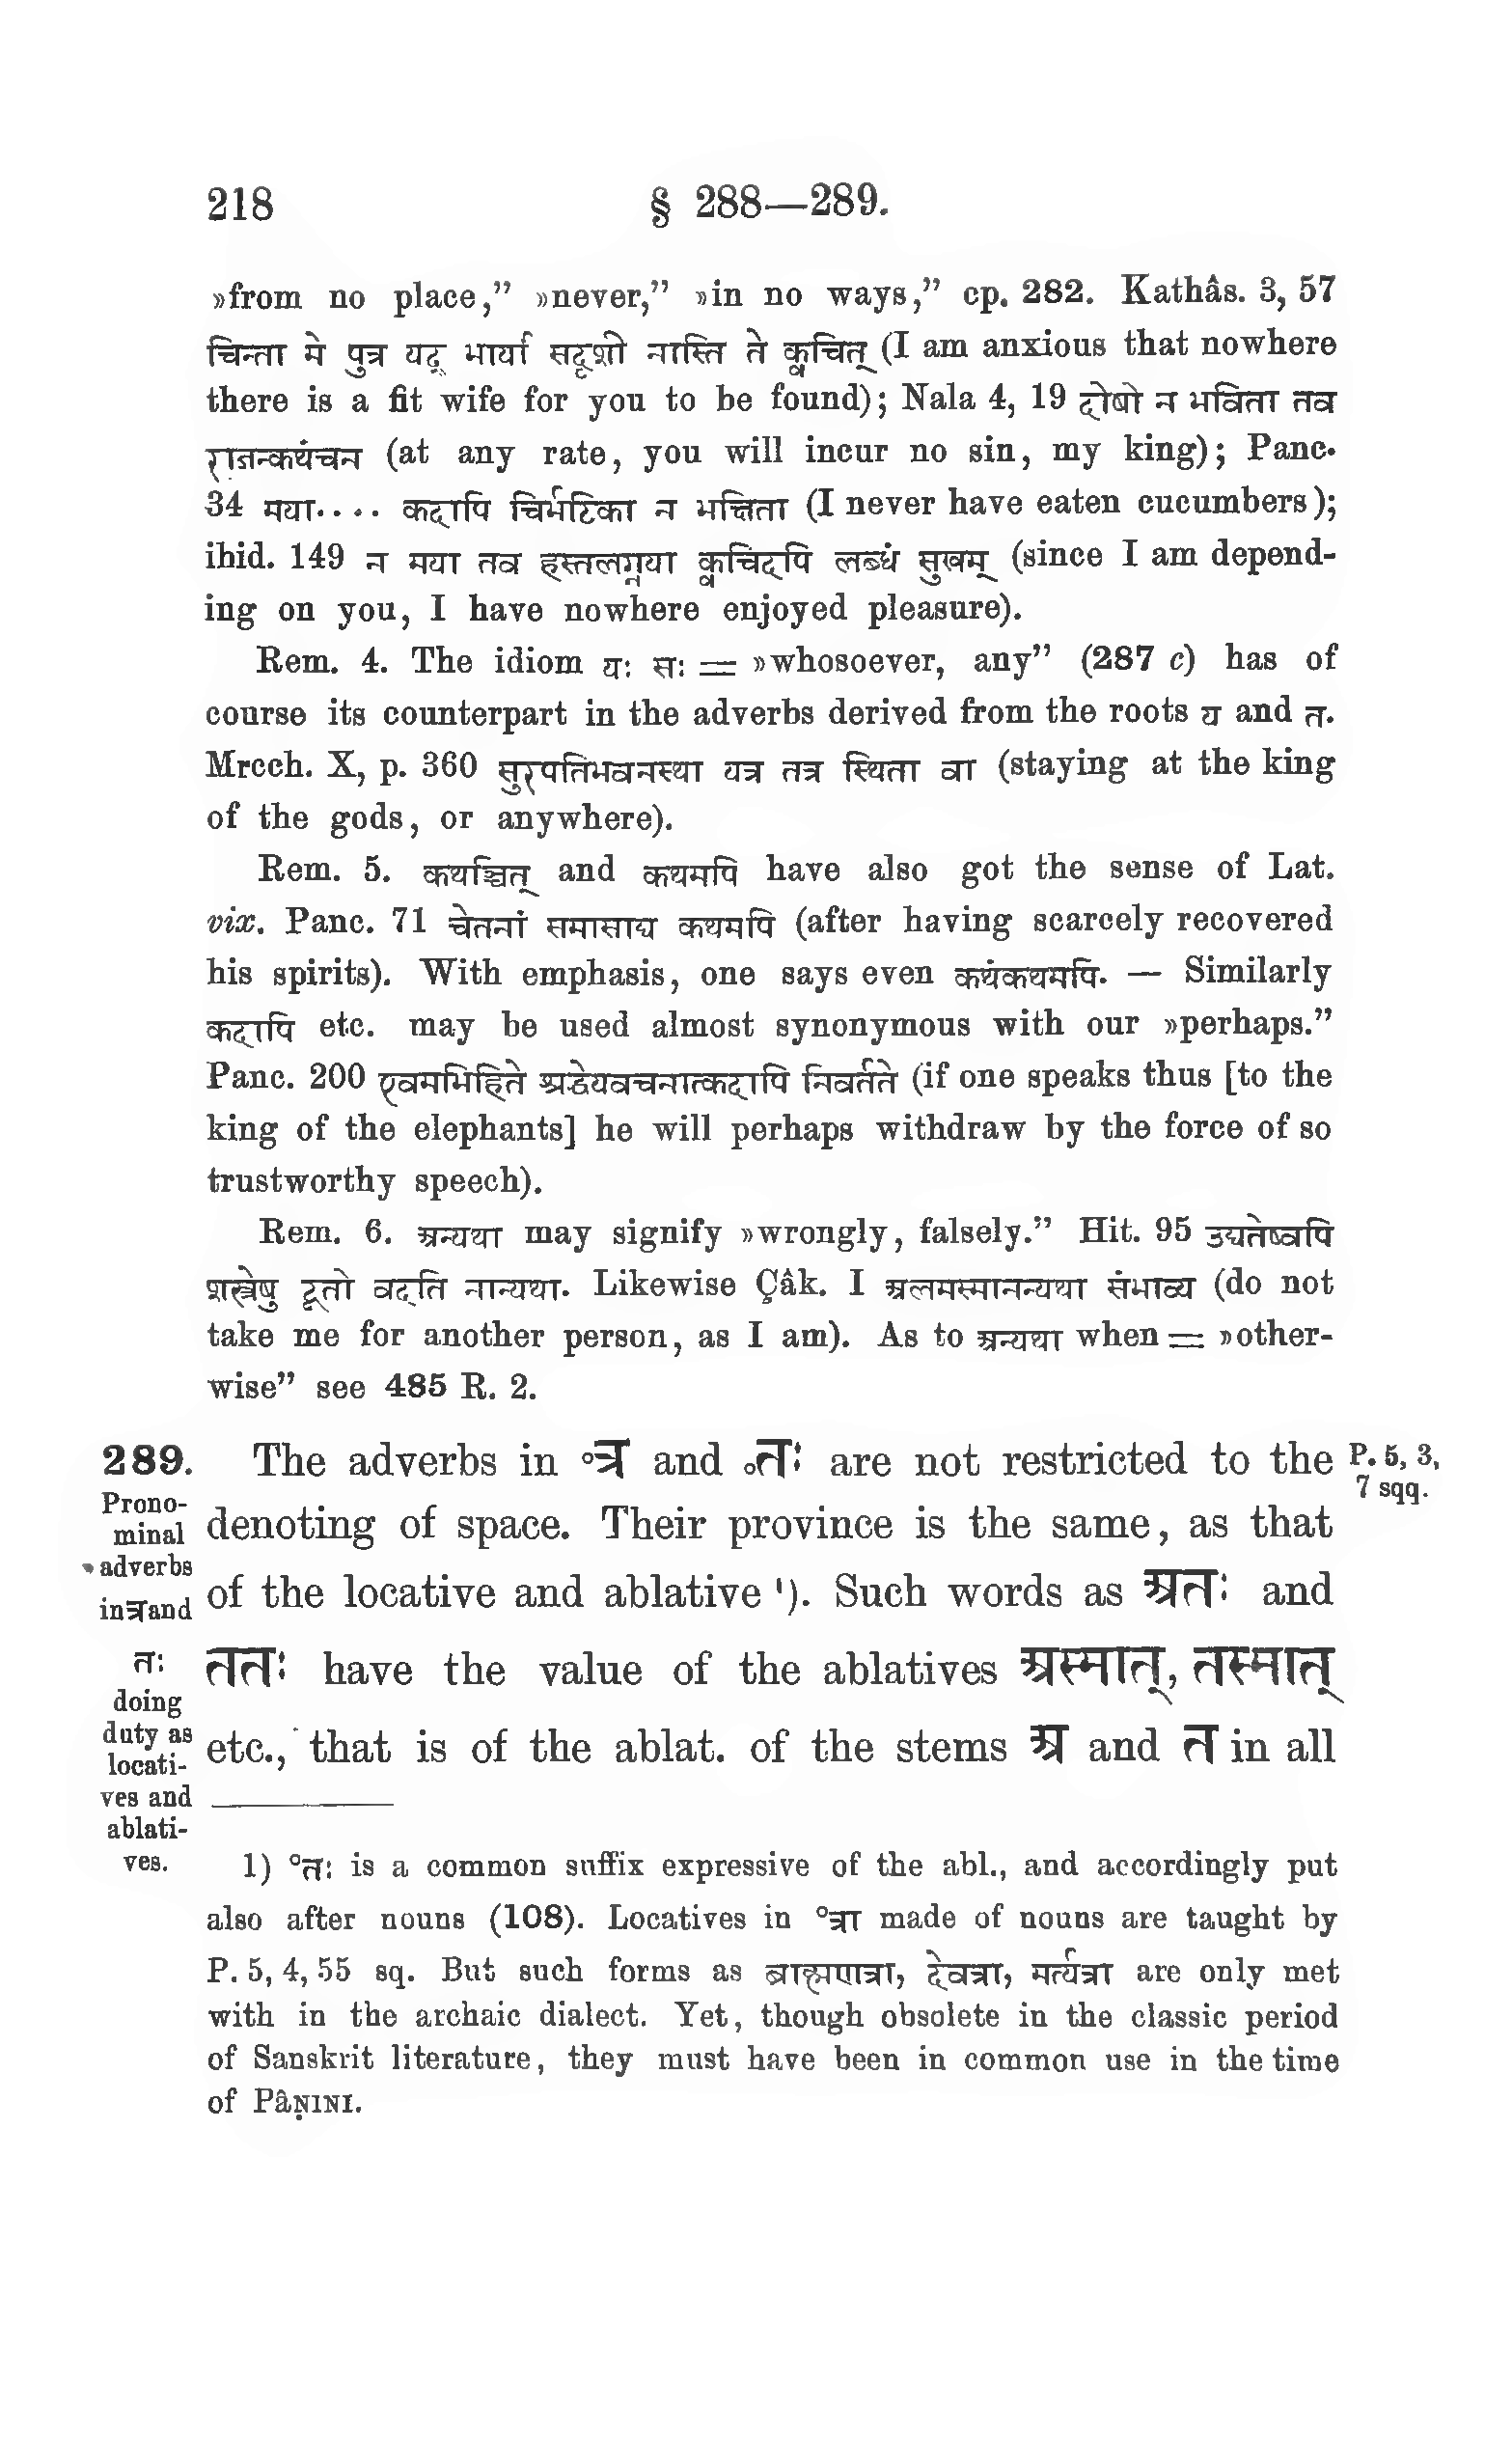 218 § 288—289.
»from no place,” »never,” »in no ways,” cp. 282. Kathâs. 3, 57
चिन्ता मे पुत्र यद् भार्या सदृशी नास्ति ते क्वचित् (I am anxious that nowhere
there is a fit wife for you to be found); Nala 4, 19 दोषो न भविता तव
राजन्कथंचन (at any rate, you will incur no sin, my king); Panc.
34 मया.... कदापि चिर्भटिका न भक्षिता (I never have eaten cucumbers);
ibid. 149 न मया तव हस्तलग्नया क्वचिदपि लब्धं सुखम् (since I am depend-
ing on you, I have nowhere enjoyed pleasure).
Rem. 4. The idiom यः सः = »whosoever, any” (287 c) has of
course its counterpart in the adverbs derived from the roots य and त.
Mrcch. X, p. 360 सुरपतिभवनस्था यत्र तत्र स्थिता वा (staying at the king
of the gods, or anywhere).
Rem. 5. कथञ्चित् and कथमपि have also got the sense of Lat.
vix. Panc. 71 चेतनां समासाद्य कथमपि (after having scarcely recovered
his spirits). With emphasis, one says even कथंकथमपि. — Similarly
कदापि etc. may be used almost synonymous with our »perhaps.”
Panc. 200 एवमभिहिते श्रद्धेयवचनात्कदापि निवर्तते (if one speaks thus [to the
king of the elephants] he will perhaps withdraw by the force of so
trustworthy speech).
Rem. 6. अन्यथा may signify »wrongly, falsely.” Hit. 95 उद्यतेष्वपि
शस्त्रेषु दूतो वदति नान्यथा. Likewise Çâk. I अलमस्मानन्यथा संभाव्य (do not
take me for another person, as I am). As to अन्यथा when = »other-
wise” see 485 R. 2.
289. The adverbs in °त्र and °तः are not restricted to the P. 5, 3,
7 sqq.
Prono-
minal
adverbs
in त्र and
तः
doing
duty as
locati-
ves and
ablati-
ves.
denoting of space. Their province is the same, as that
of the locative and ablative ¹). Such words as अतः and
ततः have the value of the ablatives अस्मात्, तस्मात्
etc., that is of the ablat. of the stems अ and त in all
1) °तः is a common suffix expressive of the abl., and accordingly put
also after nouns (108). Locatives in °त्रा made of nouns are taught by
P. 5, 4, 55 sq. But such forms as ब्राह्मणत्रा, देवत्रा, मर्त्यत्रा are only met
with in the archaic dialect. Yet, though obsolete in the classic period
of Sanskrit literature, they must have been in common use in the time
of Pâṇini.